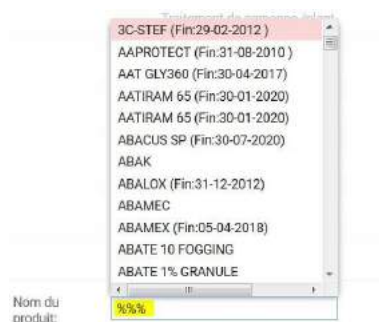 3C-STEF (Fin:29-02-2012 )
AAPROTECT (Fin:31-08-2010 )
AAT GLY360 (Fin:30-04-2017)
AATIRAM 65 (Fin:30-01-2020)
AATIRAM 65 (Fin:30-01-2020)
ABACUS SP (Fin:30-07-2020)
ABAK
ABALOX (Fin:31-12-2012)
ABAMEC
ABAMEX (Fin:05-04-2018)
ABATE 10 FOGGING
ABATE 1% GRANULE
Nom du
produit:
%%%